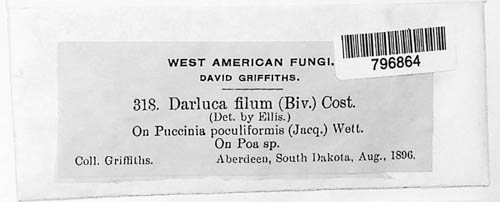 WEST AMERICAN FUNGI.
DAVID GRIFFITHS.
796864
318. Darluca filum (Biv.) Cost.
(Det. by Ellis.)
On Puccinia poculiformis (Jacq.) Wett.
On Poa sp.
Coll. Griffiths. Aberdeen, South Dakota, Aug., 1896.